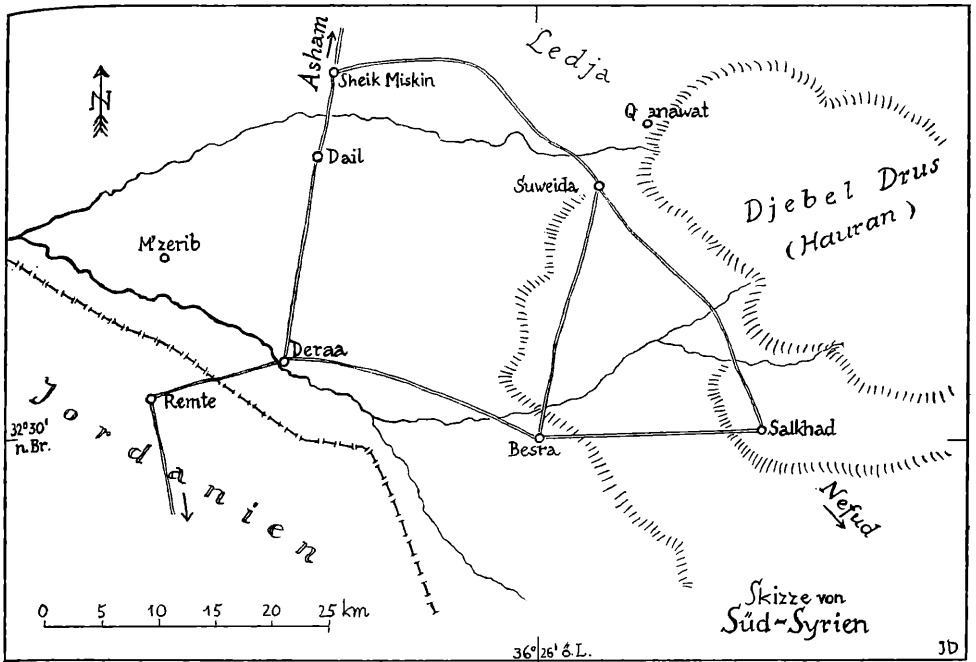 Asham
Sheik Miskin
Ledja
Qanawat
N
Dail
Suweida
Djebel Drus
(Hauran)
M'zerib
Deraa
Remte
Jordanien
32°30'
n. Br.
Besra
Salkhad
Nefud
0 5 10 15 20 25 km
Skizze von
Süd-Syrien
36° 26' ö. L.
JD